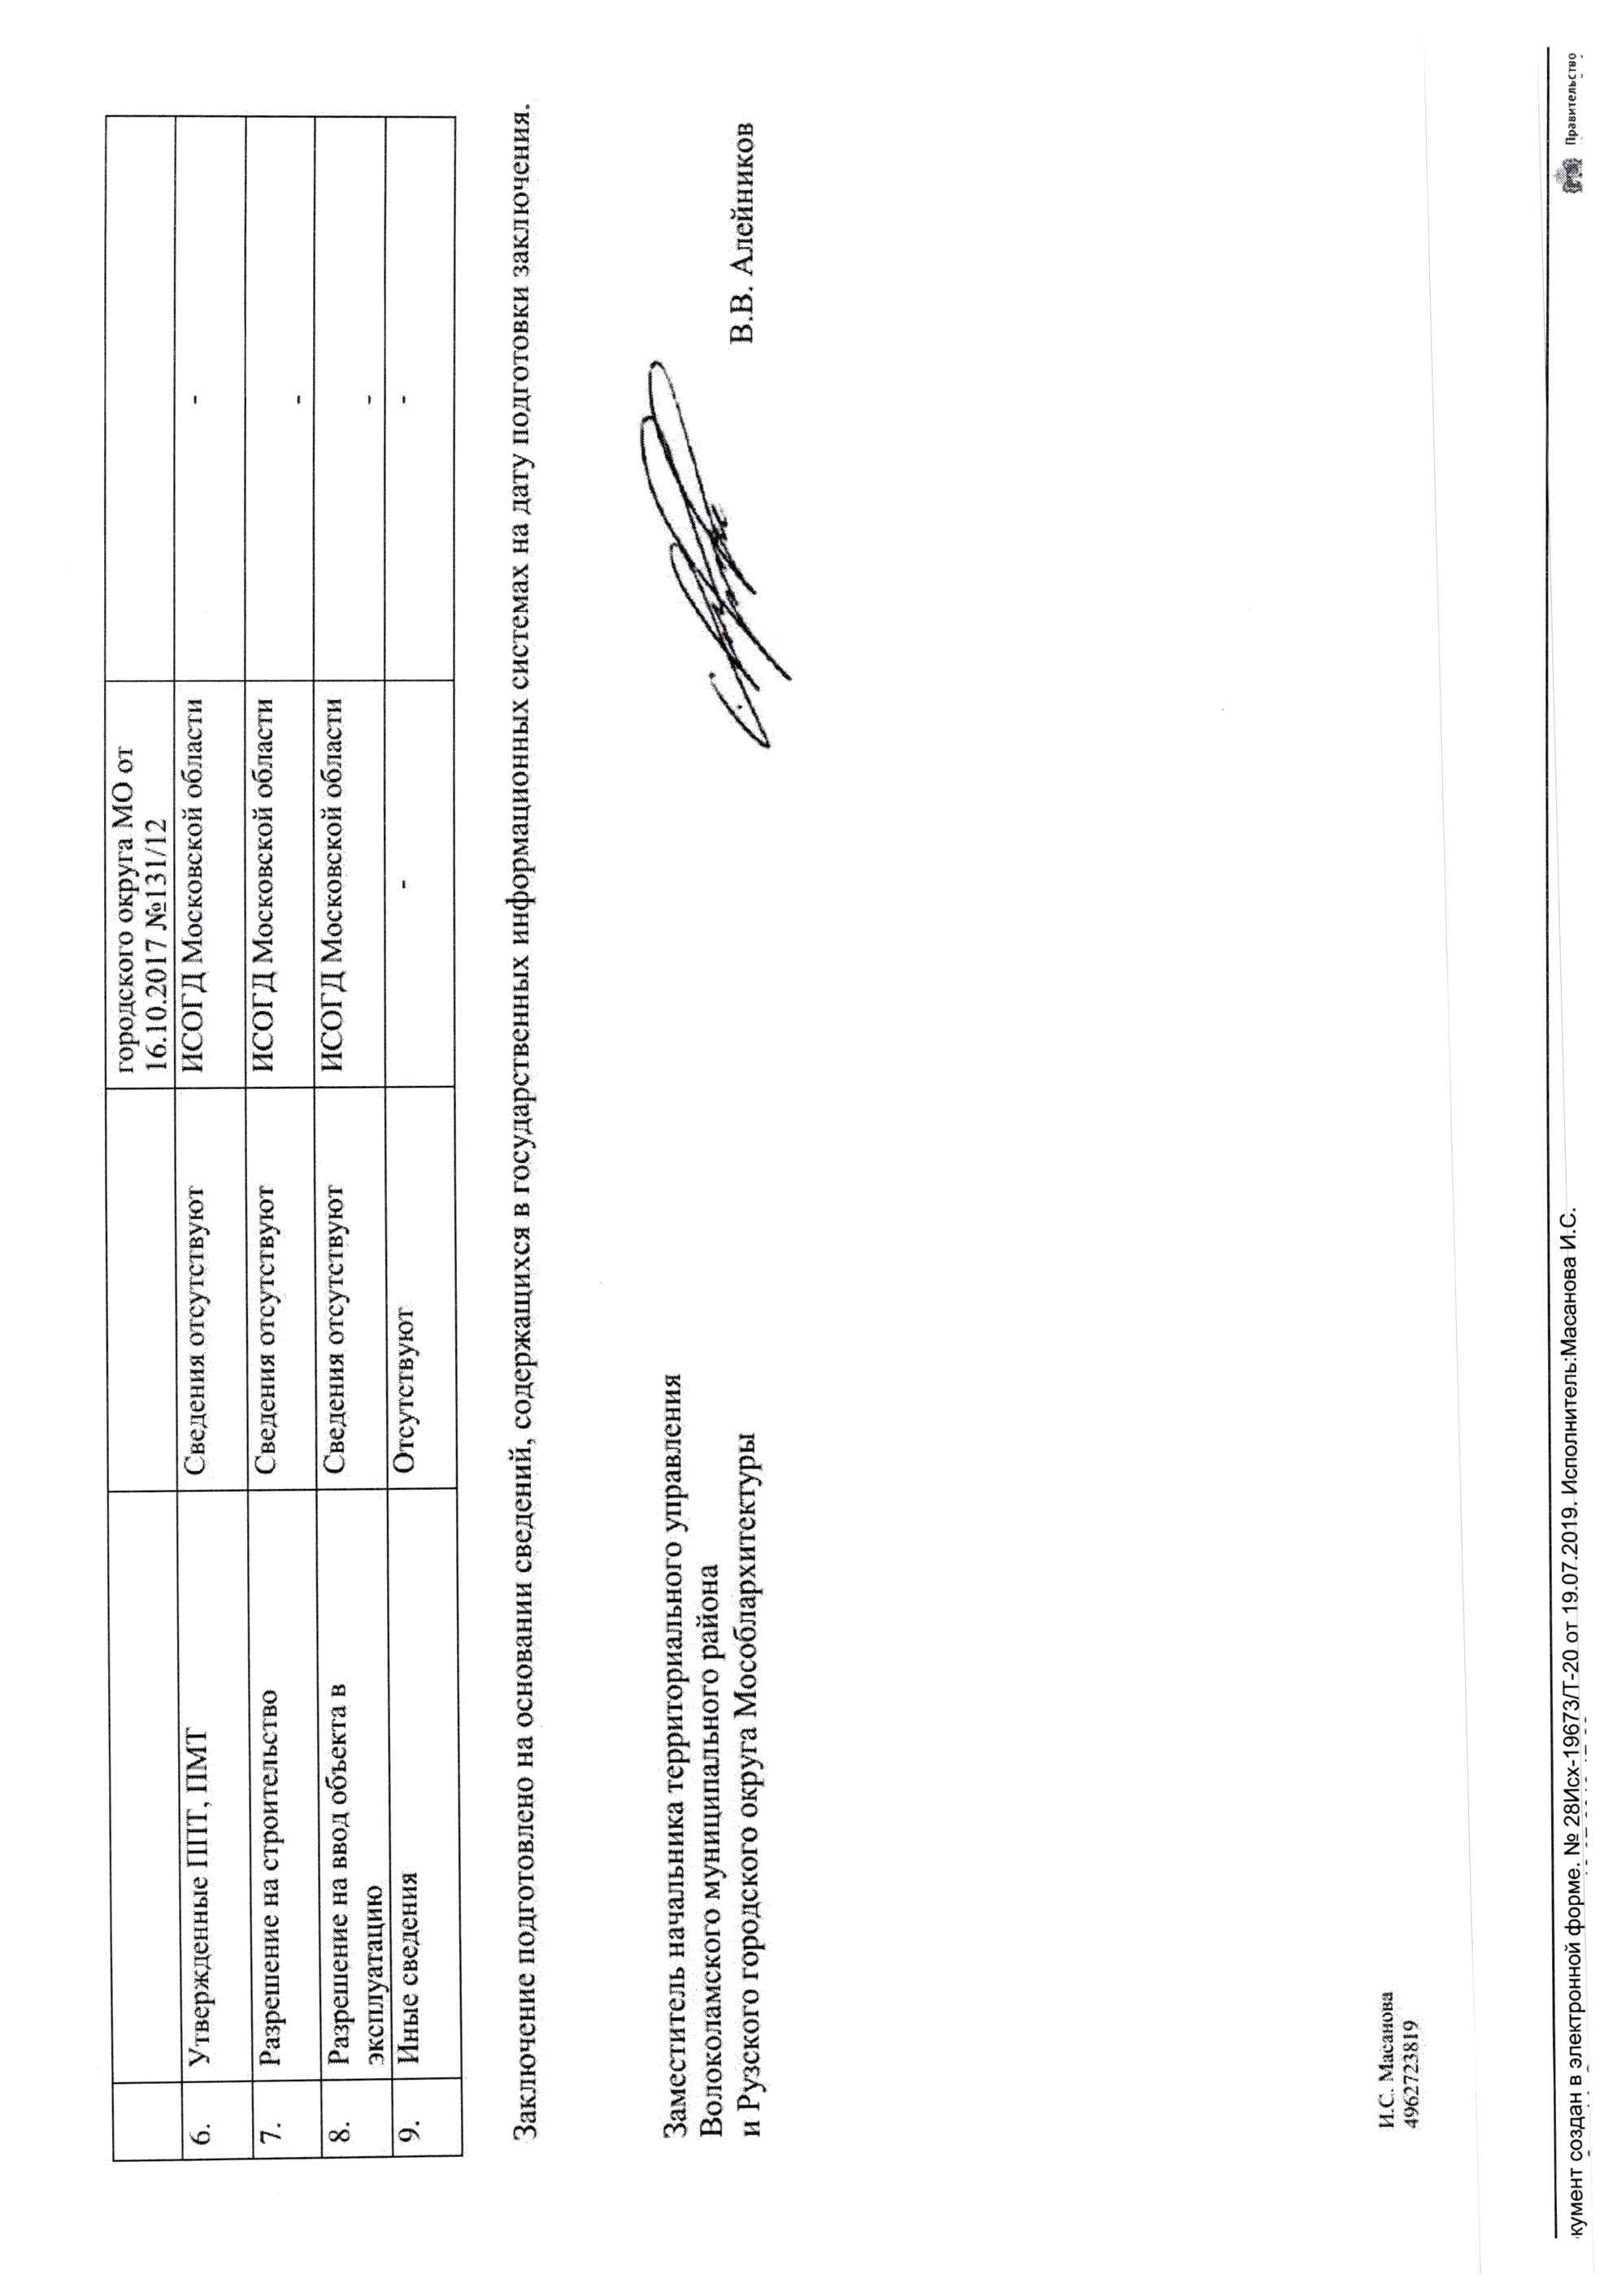 городского округа МО от
16.10.2017 №131/12
6. Утвержденные ППТ, ПМТ Сведения отсутствуют ИСОГД Московской области -
7. Разрешение на строительство Сведения отсутствуют ИСОГД Московской области -
8. Разрешение на ввод объекта в Сведения отсутствуют ИСОГД Московской области
эксплуатацию -
9. Иные сведения Отсутствуют - -
Заключение подготовлено на основании сведений, содержащихся в государственных информационных системах на дату подготовки заключения.
Заместитель начальника территориального управления
Волоколамского муниципального района
и Рузского городского округа Мособлархитектуры В.В. Алейников
И.С. Масанова
4962723819
кумент создан в электронной форме. № 28Исх-19673/Т-20 от 19.07.2019. Исполнитель:Масанова И.С.
Правительство